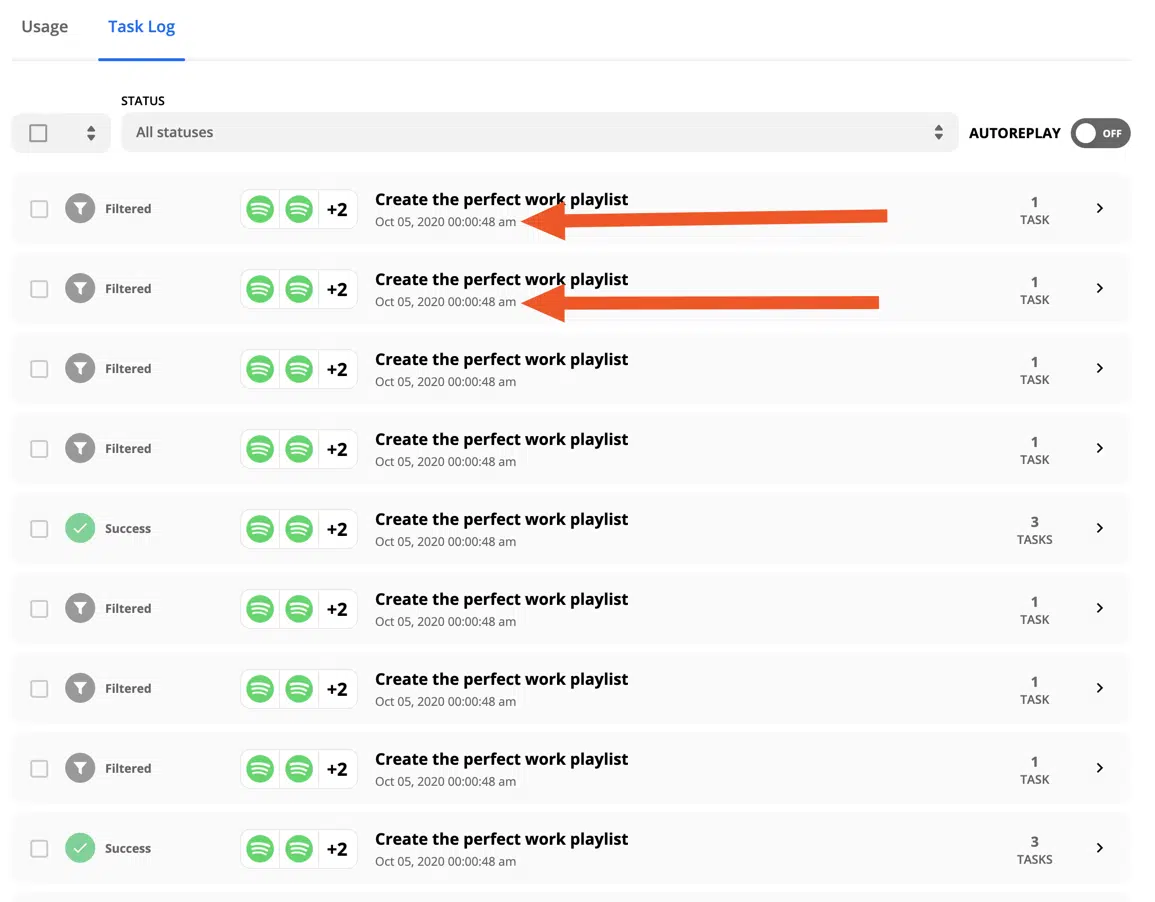 Usage Task Log
STATUS
All statuses AUTOREPLAY OFF
Filtered +2 Create the perfect work playlist 1
Oct 05, 2020 00:00:48 am TASK
Filtered +2 Create the perfect work playlist 1
Oct 05, 2020 00:00:48 am TASK
Filtered +2 Create the perfect work playlist 1
Oct 05, 2020 00:00:48 am TASK
Filtered +2 Create the perfect work playlist 1
Oct 05, 2020 00:00:48 am TASK
Success +2 Create the perfect work playlist 3
Oct 05, 2020 00:00:48 am TASKS
Filtered +2 Create the perfect work playlist 1
Oct 05, 2020 00:00:48 am TASK
Filtered +2 Create the perfect work playlist 1
Oct 05, 2020 00:00:48 am TASK
Filtered +2 Create the perfect work playlist 1
Oct 05, 2020 00:00:48 am TASK
Success +2 Create the perfect work playlist 3
Oct 05, 2020 00:00:48 am TASKS